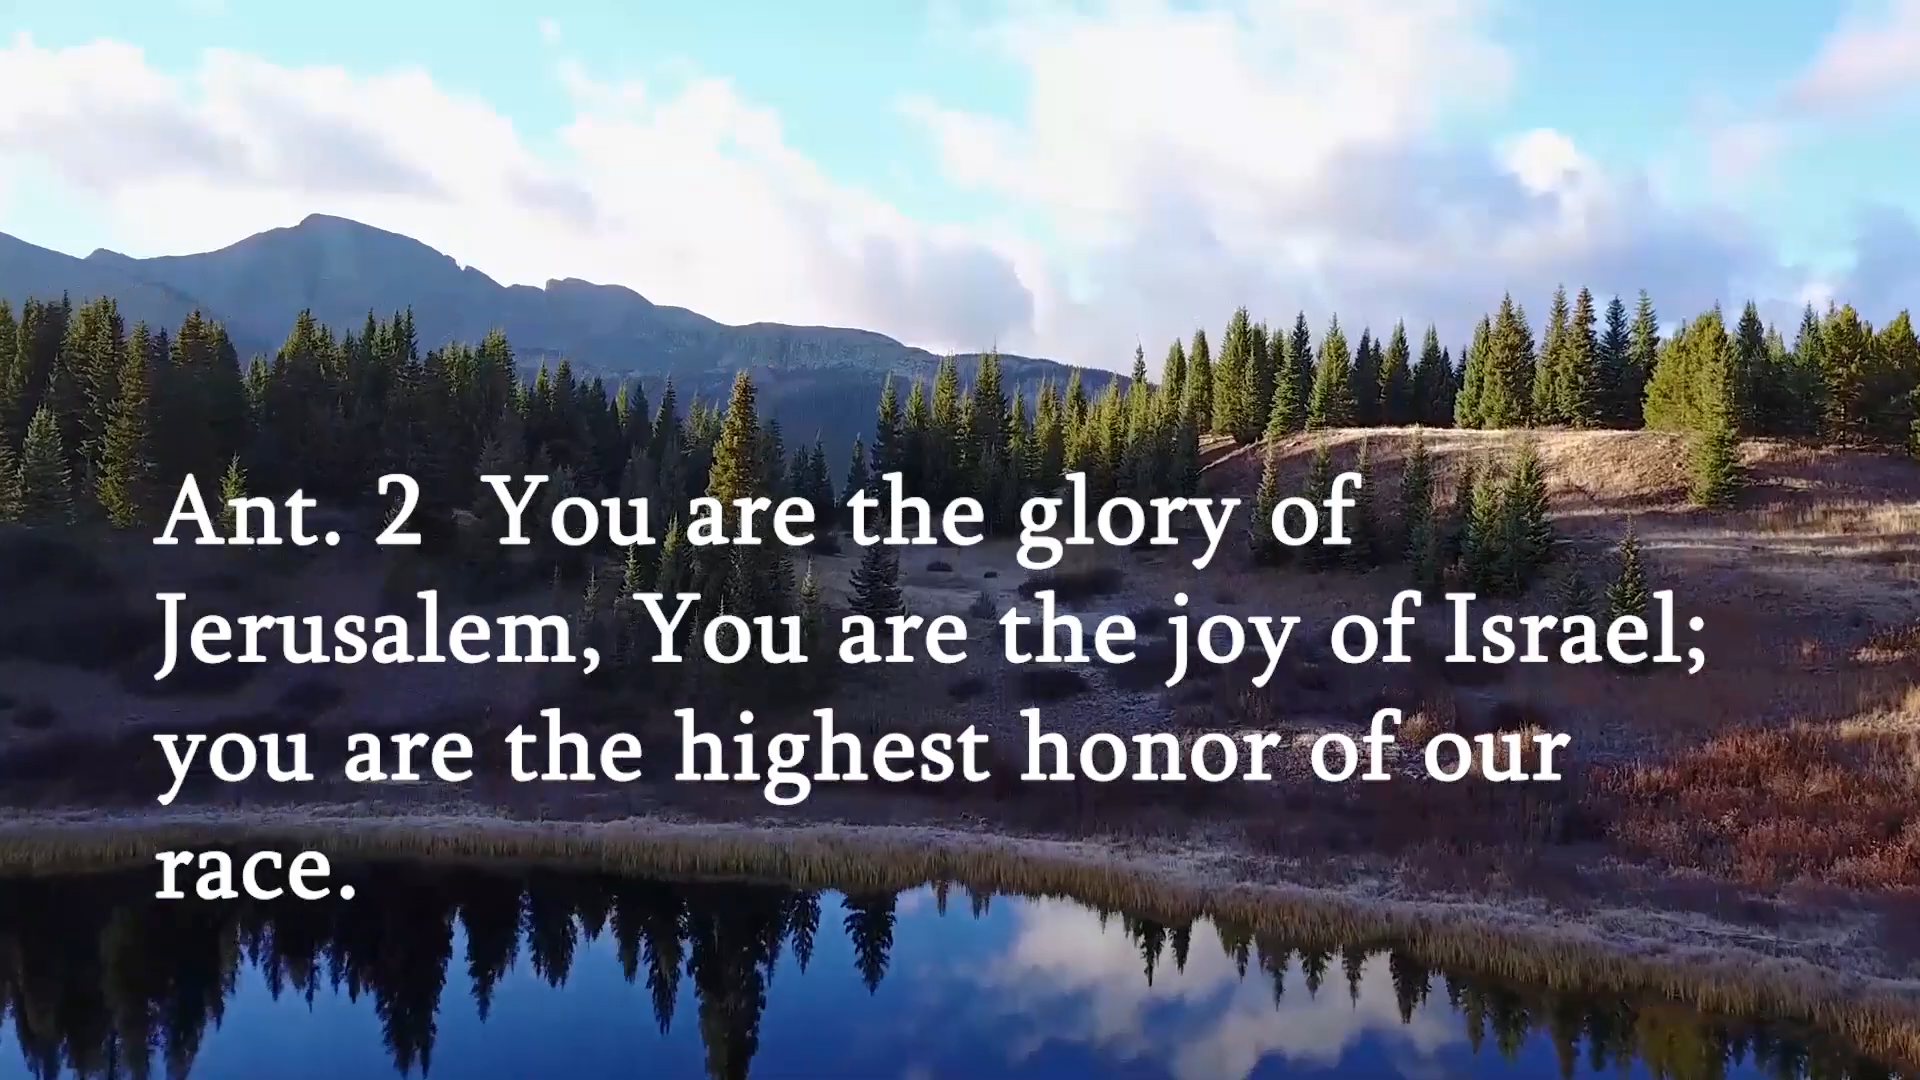 Ant. 2 You are the glory of
Jerusalem, You are the joy of Israel;
you are the highest honor of our
race.